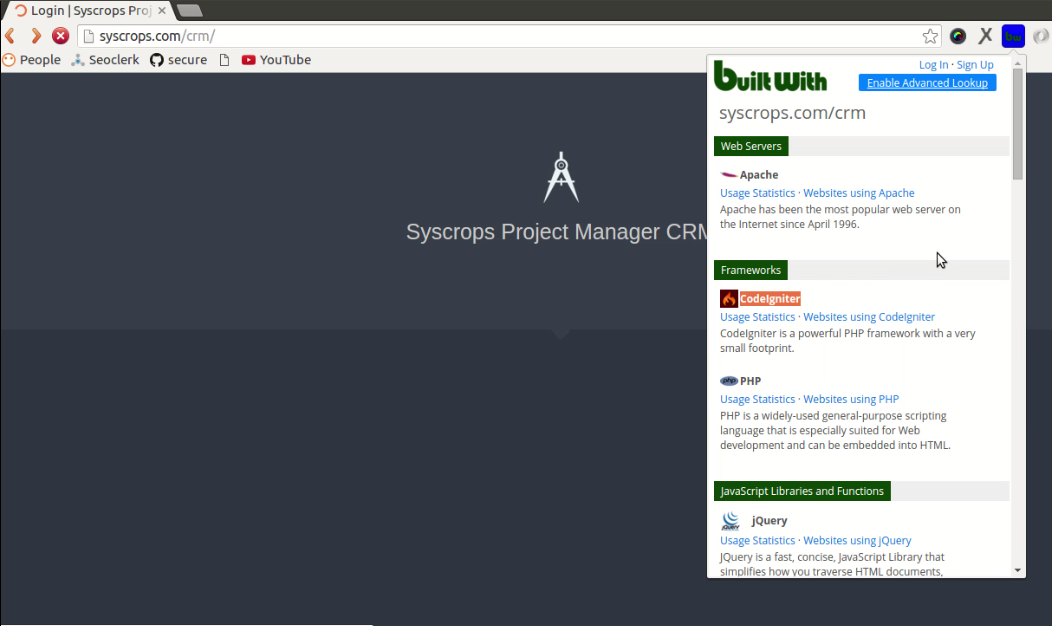 Login | Syscrops Proj
syscrops.com/crm/
People Seoclerk secure YouTube
Syscrops Project Manager CRM
built With
Log In · Sign Up
Enable Advanced Lookup
syscrops.com/crm
Web Servers
Apache
Usage Statistics · Websites using Apache
Apache has been the most popular web server on
the Internet since April 1996.
Frameworks
CodeIgniter
Usage Statistics · Websites using CodeIgniter
CodeIgniter is a powerful PHP framework with a very
small footprint.
php PHP
Usage Statistics · Websites using PHP
PHP is a widely-used general-purpose scripting
language that is especially suited for Web
development and can be embedded into HTML.
JavaScript Libraries and Functions
jQuery jQuery
Usage Statistics · Websites using jQuery
JQuery is a fast, concise, JavaScript Library that
simplifies how you traverse HTML documents,